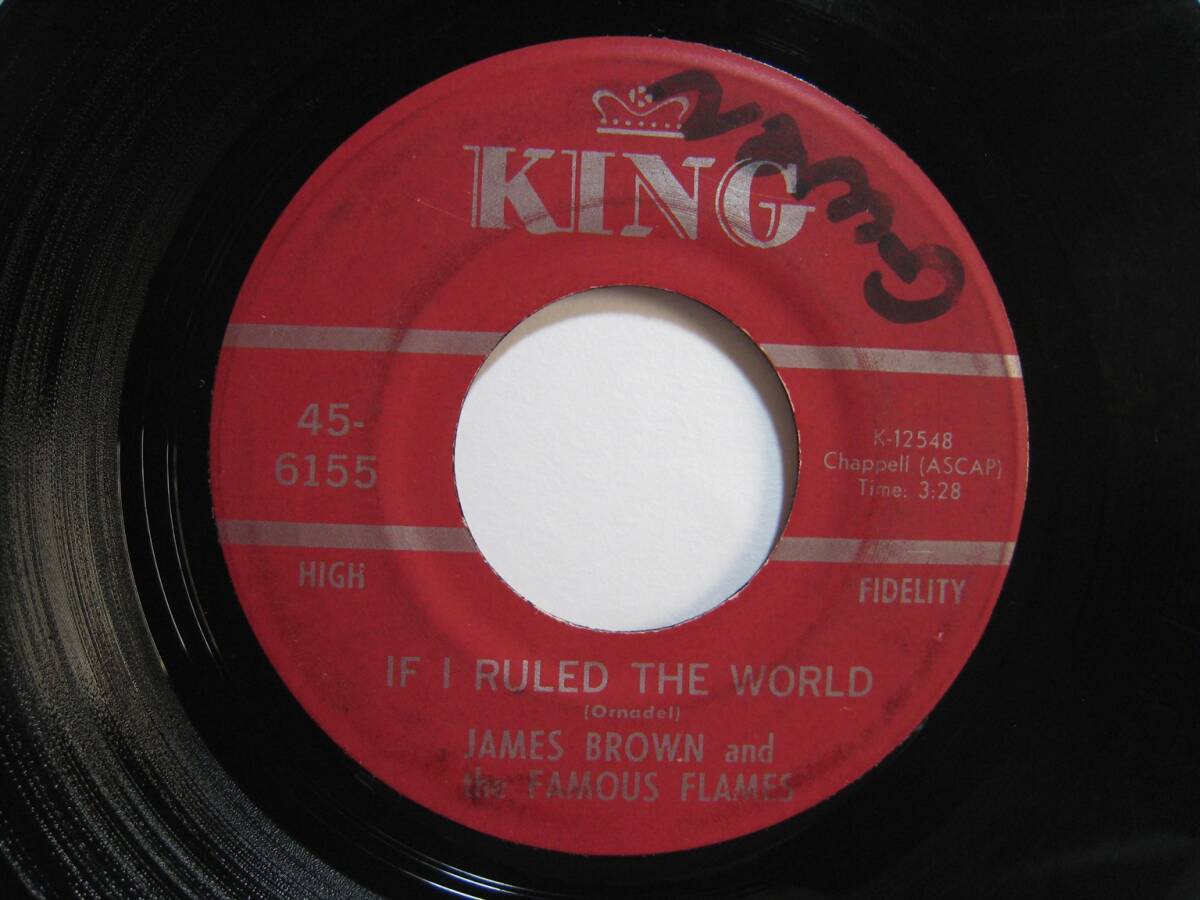 K
KING
45-
6155
K-12548
Chappell (ASCAP)
Time: 3:28
HIGH
FIDELITY
IF I RULED THE WORLD
(Ornadel)
JAMES BROWN and
the FAMOUS FLAMES